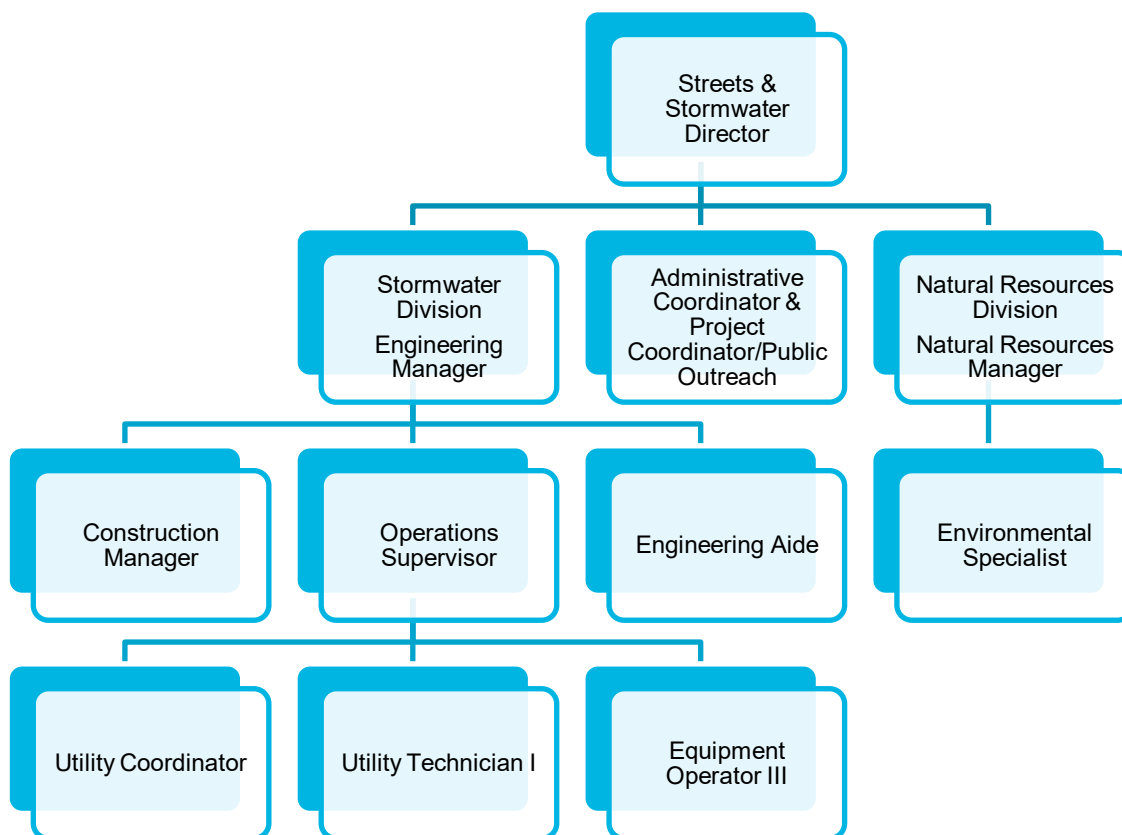 Streets &
Stormwater
Director
Stormwater
Division
Engineering
Manager
Administrative
Coordinator &
Project
Coordinator/Public
Outreach
Natural Resources
Division
Natural Resources
Manager
Construction
Manager
Operations
Supervisor
Engineering Aide
Environmental
Specialist
Utility Coordinator
Utility Technician I
Equipment
Operator III